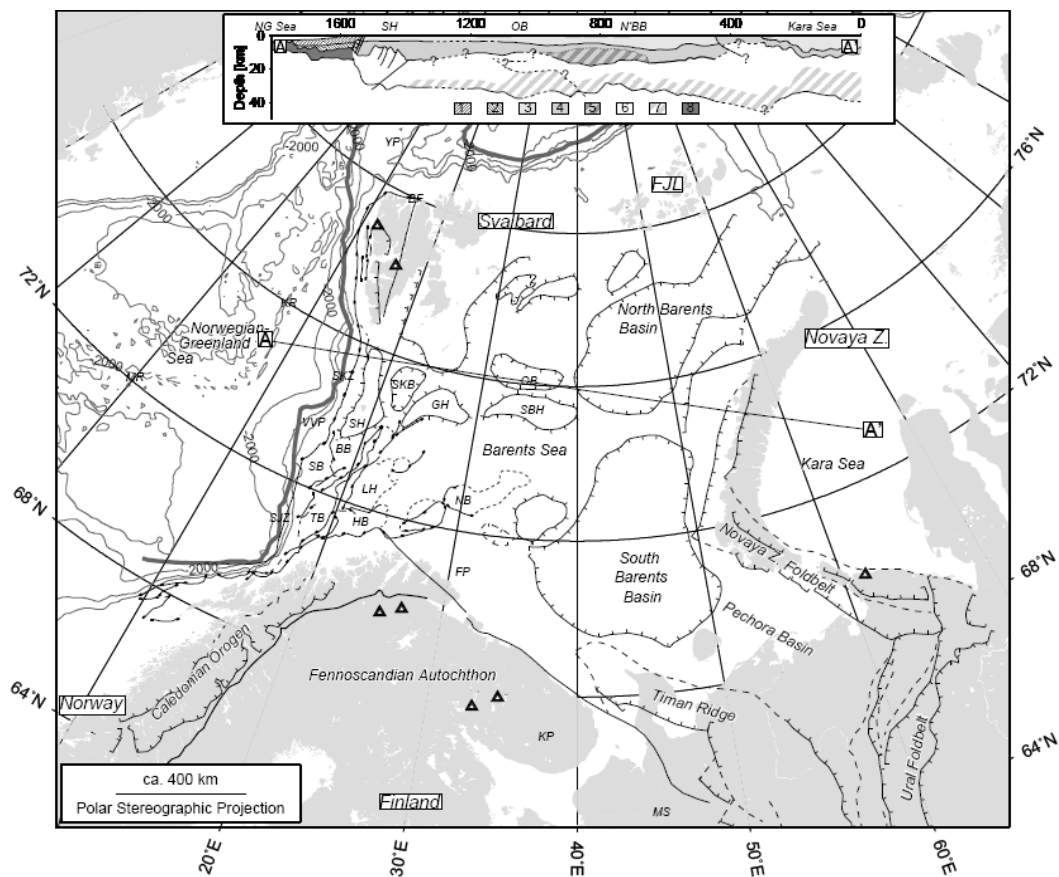 NG Sea 1600 SH 1200 OB 800 N'BB 400 Kara Sea 0
A A'
Depth [km]
0
20
40
? ? ? ? ? ? ?
1 2 3 4 5 6 7 8
-2000
YP
76°N
FJL
BF
Svalbard
-2000
-2000
72°N
KR
North Barents
Basin
Norwegian-
Greenland
Sea
A
Novaya Z.
-2000
MR
SKZ
SKB
OB
72°N
GH
SBH
VVP
SH
A'
-2000
BB
Barents Sea
Kara Sea
SB
LH
NB
68°N
SJZ
TB
HB
Novaya Z. Foldbelt
-2000
FP
South
Barents
Basin
68°N
Pechora Basin
Caledonian Orogen
Fennoscandian Autochthon
64°N
Norway
Timan Ridge
KP
64°N
Ural Foldbelt
ca. 400 km
Polar Stereographic Projection
Finland
MS
20°E
30°E
40°E
50°E
60°E